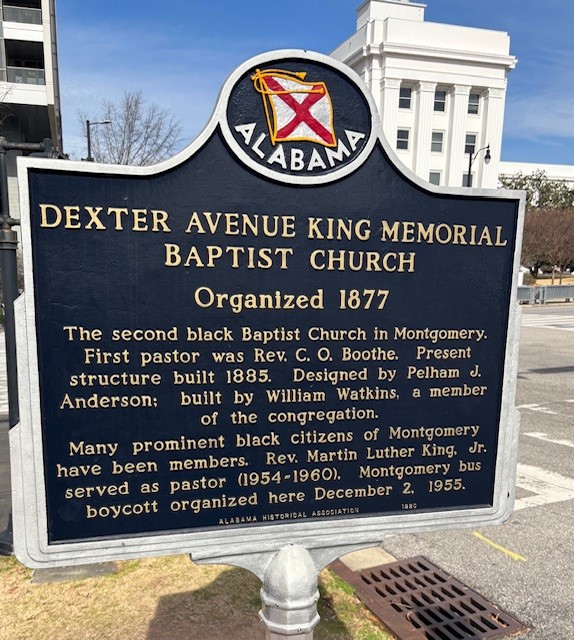 ALABAMA
DEXTER AVENUE KING MEMORIAL
BAPTIST CHURCH
Organized 1877
The second black Baptist Church in Montgomery.
First pastor was Rev. C. O. Boothe. Present
structure built 1885. Designed by Pelham J.
Anderson; built by William Watkins, a member
of the congregation.
Many prominent black citizens of Montgomery
have been members. Rev. Martin Luther King, Jr.
served as pastor (1954-1960). Montgomery bus
boycott organized here December 2, 1955.
ALABAMA HISTORICAL ASSOCIATION 1980